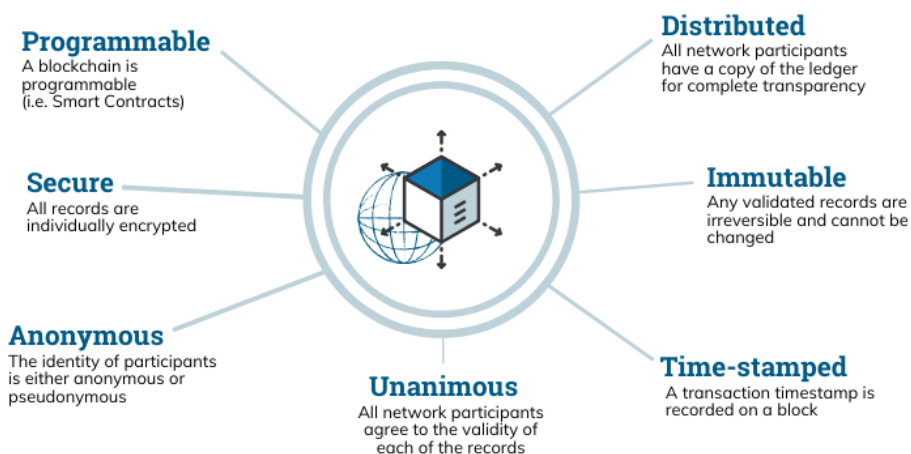 Programmable
A blockchain is
programmable
(i.e. Smart Contracts)
Distributed
All network participants
have a copy of the ledger
for complete transparency
Secure
All records are
individually encrypted
Immutable
Any validated records are
irreversible and cannot be
changed
Anonymous
The identity of participants
is either anonymous or
pseudonymous
Unanimous
All network participants
agree to the validity of
each of the records
Time-stamped
A transaction timestamp is
recorded on a block